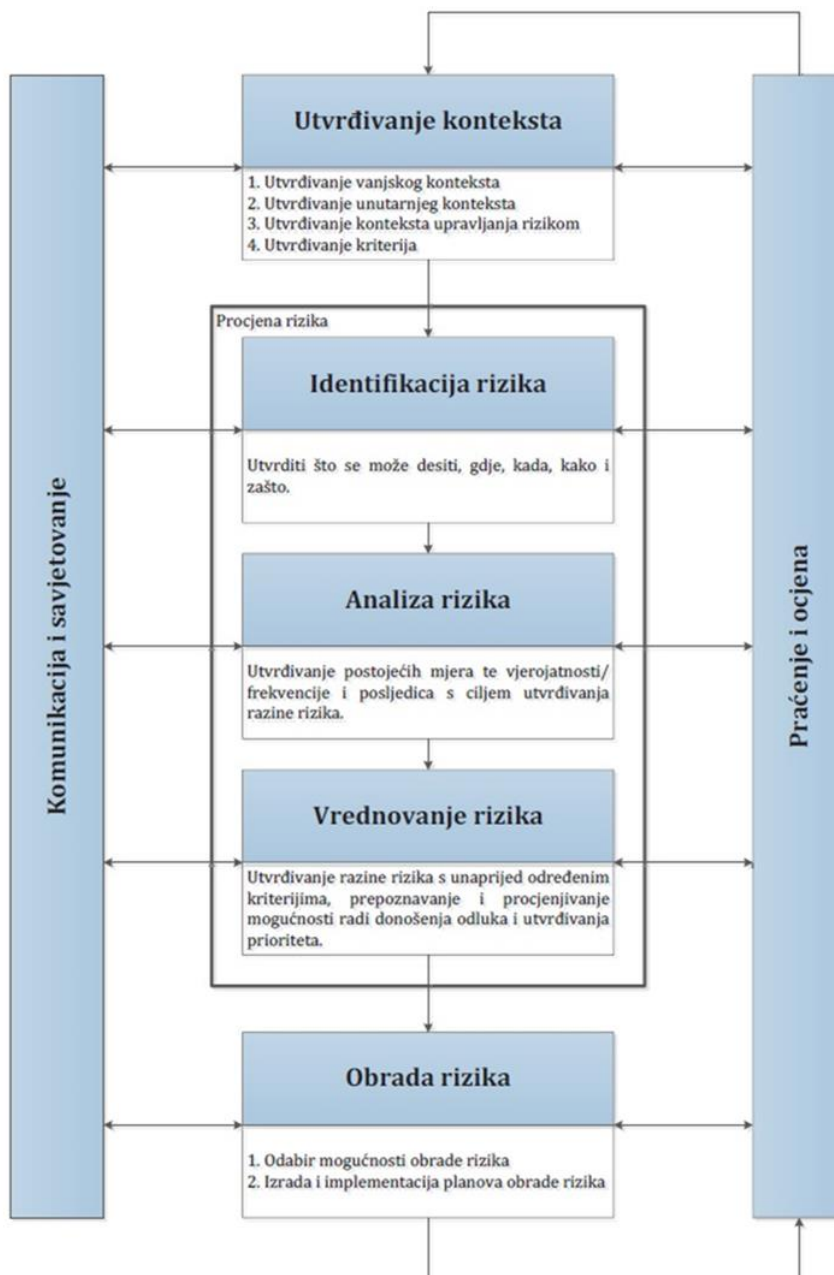 Komunikacija i savjetovanje
Utvrđivanje konteksta
1. Utvrđivanje vanjskog konteksta
2. Utvrđivanje unutarnjeg konteksta
3. Utvrđivanje konteksta upravljanja rizikom
4. Utvrđivanje kriterija
Procjena rizika
Identifikacija rizika
Utvrditi što se može desiti, gdje, kada, kako i
zašto.
Analiza rizika
Utvrđivanje postojećih mjera te vjerojatnosti/
frekvencije i posljedica s ciljem utvrđivanja
razine rizika.
Vrednovanje rizika
Utvrđivanje razine rizika s unaprijed određenim
kriterijima, prepoznavanje i procjenjivanje
mogućnosti radi donošenja odluka i utvrđivanja
prioriteta.
Obrada rizika
1. Odabir mogućnosti obrade rizika
2. Izrada i implementacija planova obrade rizika
Praćenje i ocjena